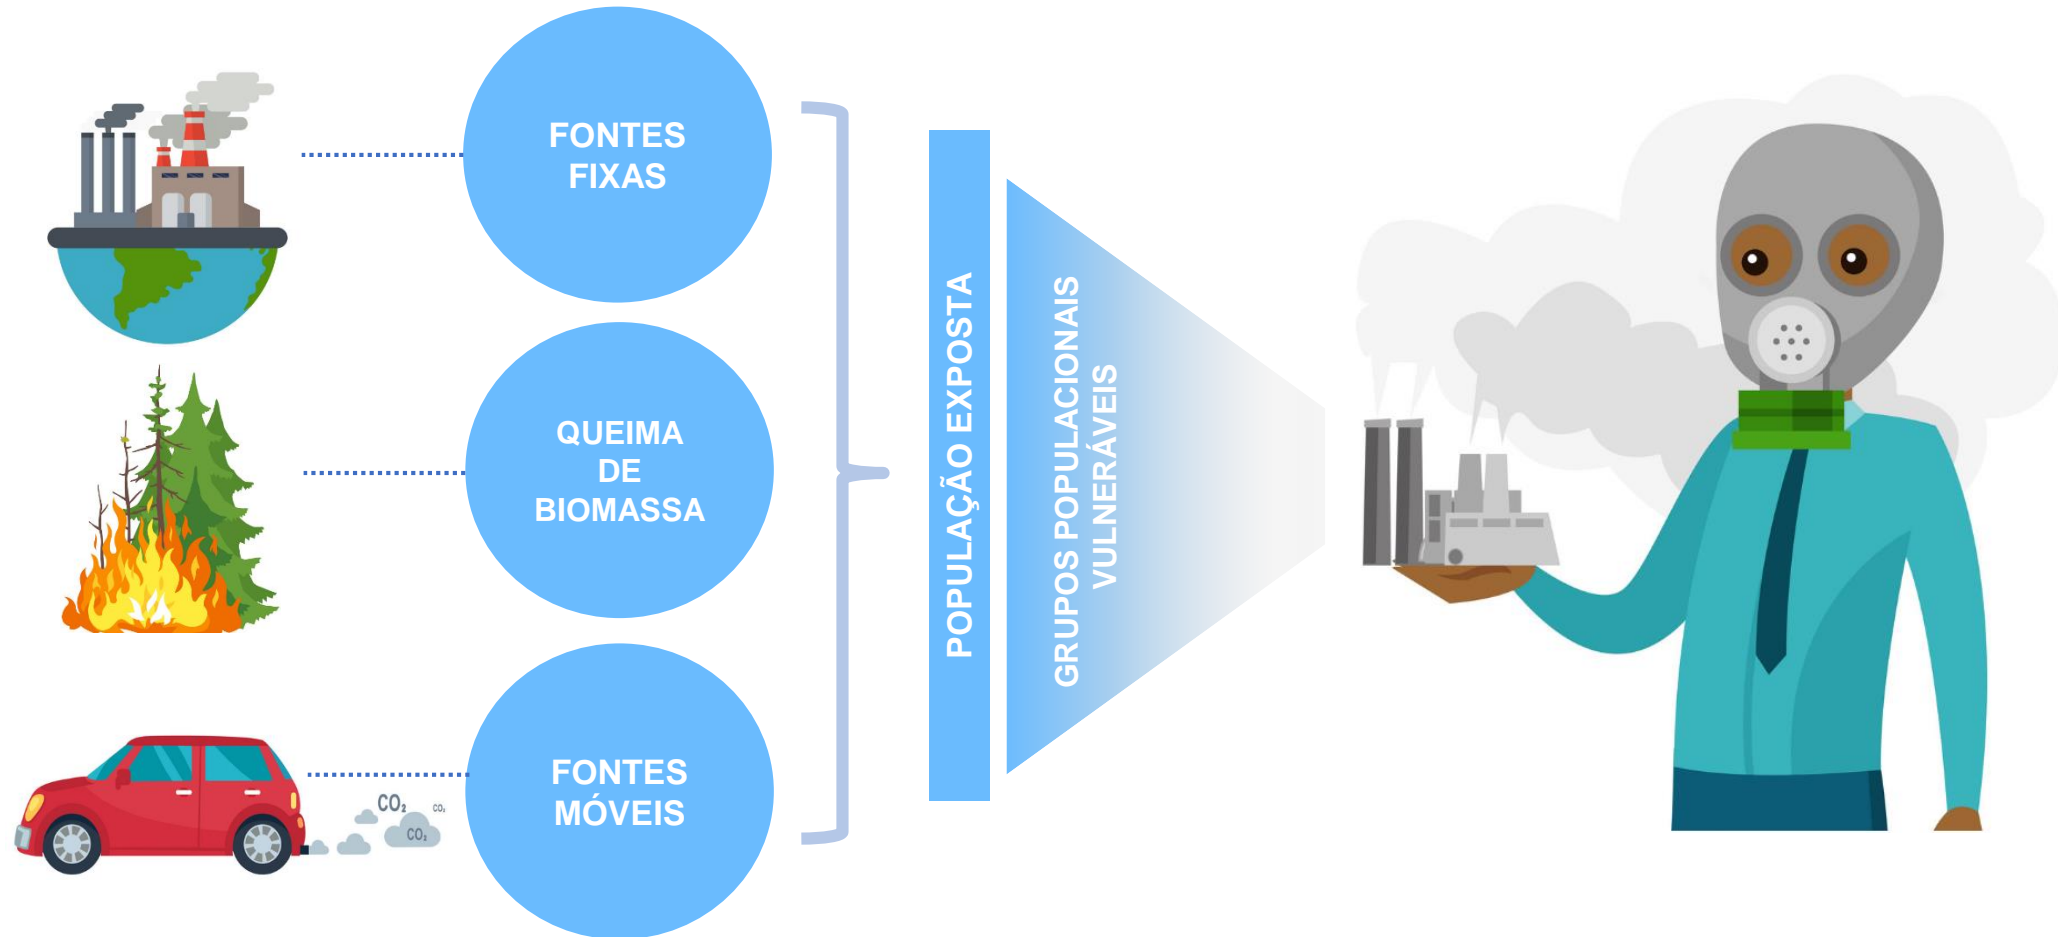 FONTES
FIXAS
QUEIMA
DE
BIOMASSA
FONTES
MÓVEIS
CO₂
CO₂
CO₂
POPULAÇÃO EXPOSTA
GRUPOS POPULACIONAIS
VULNERÁVEIS